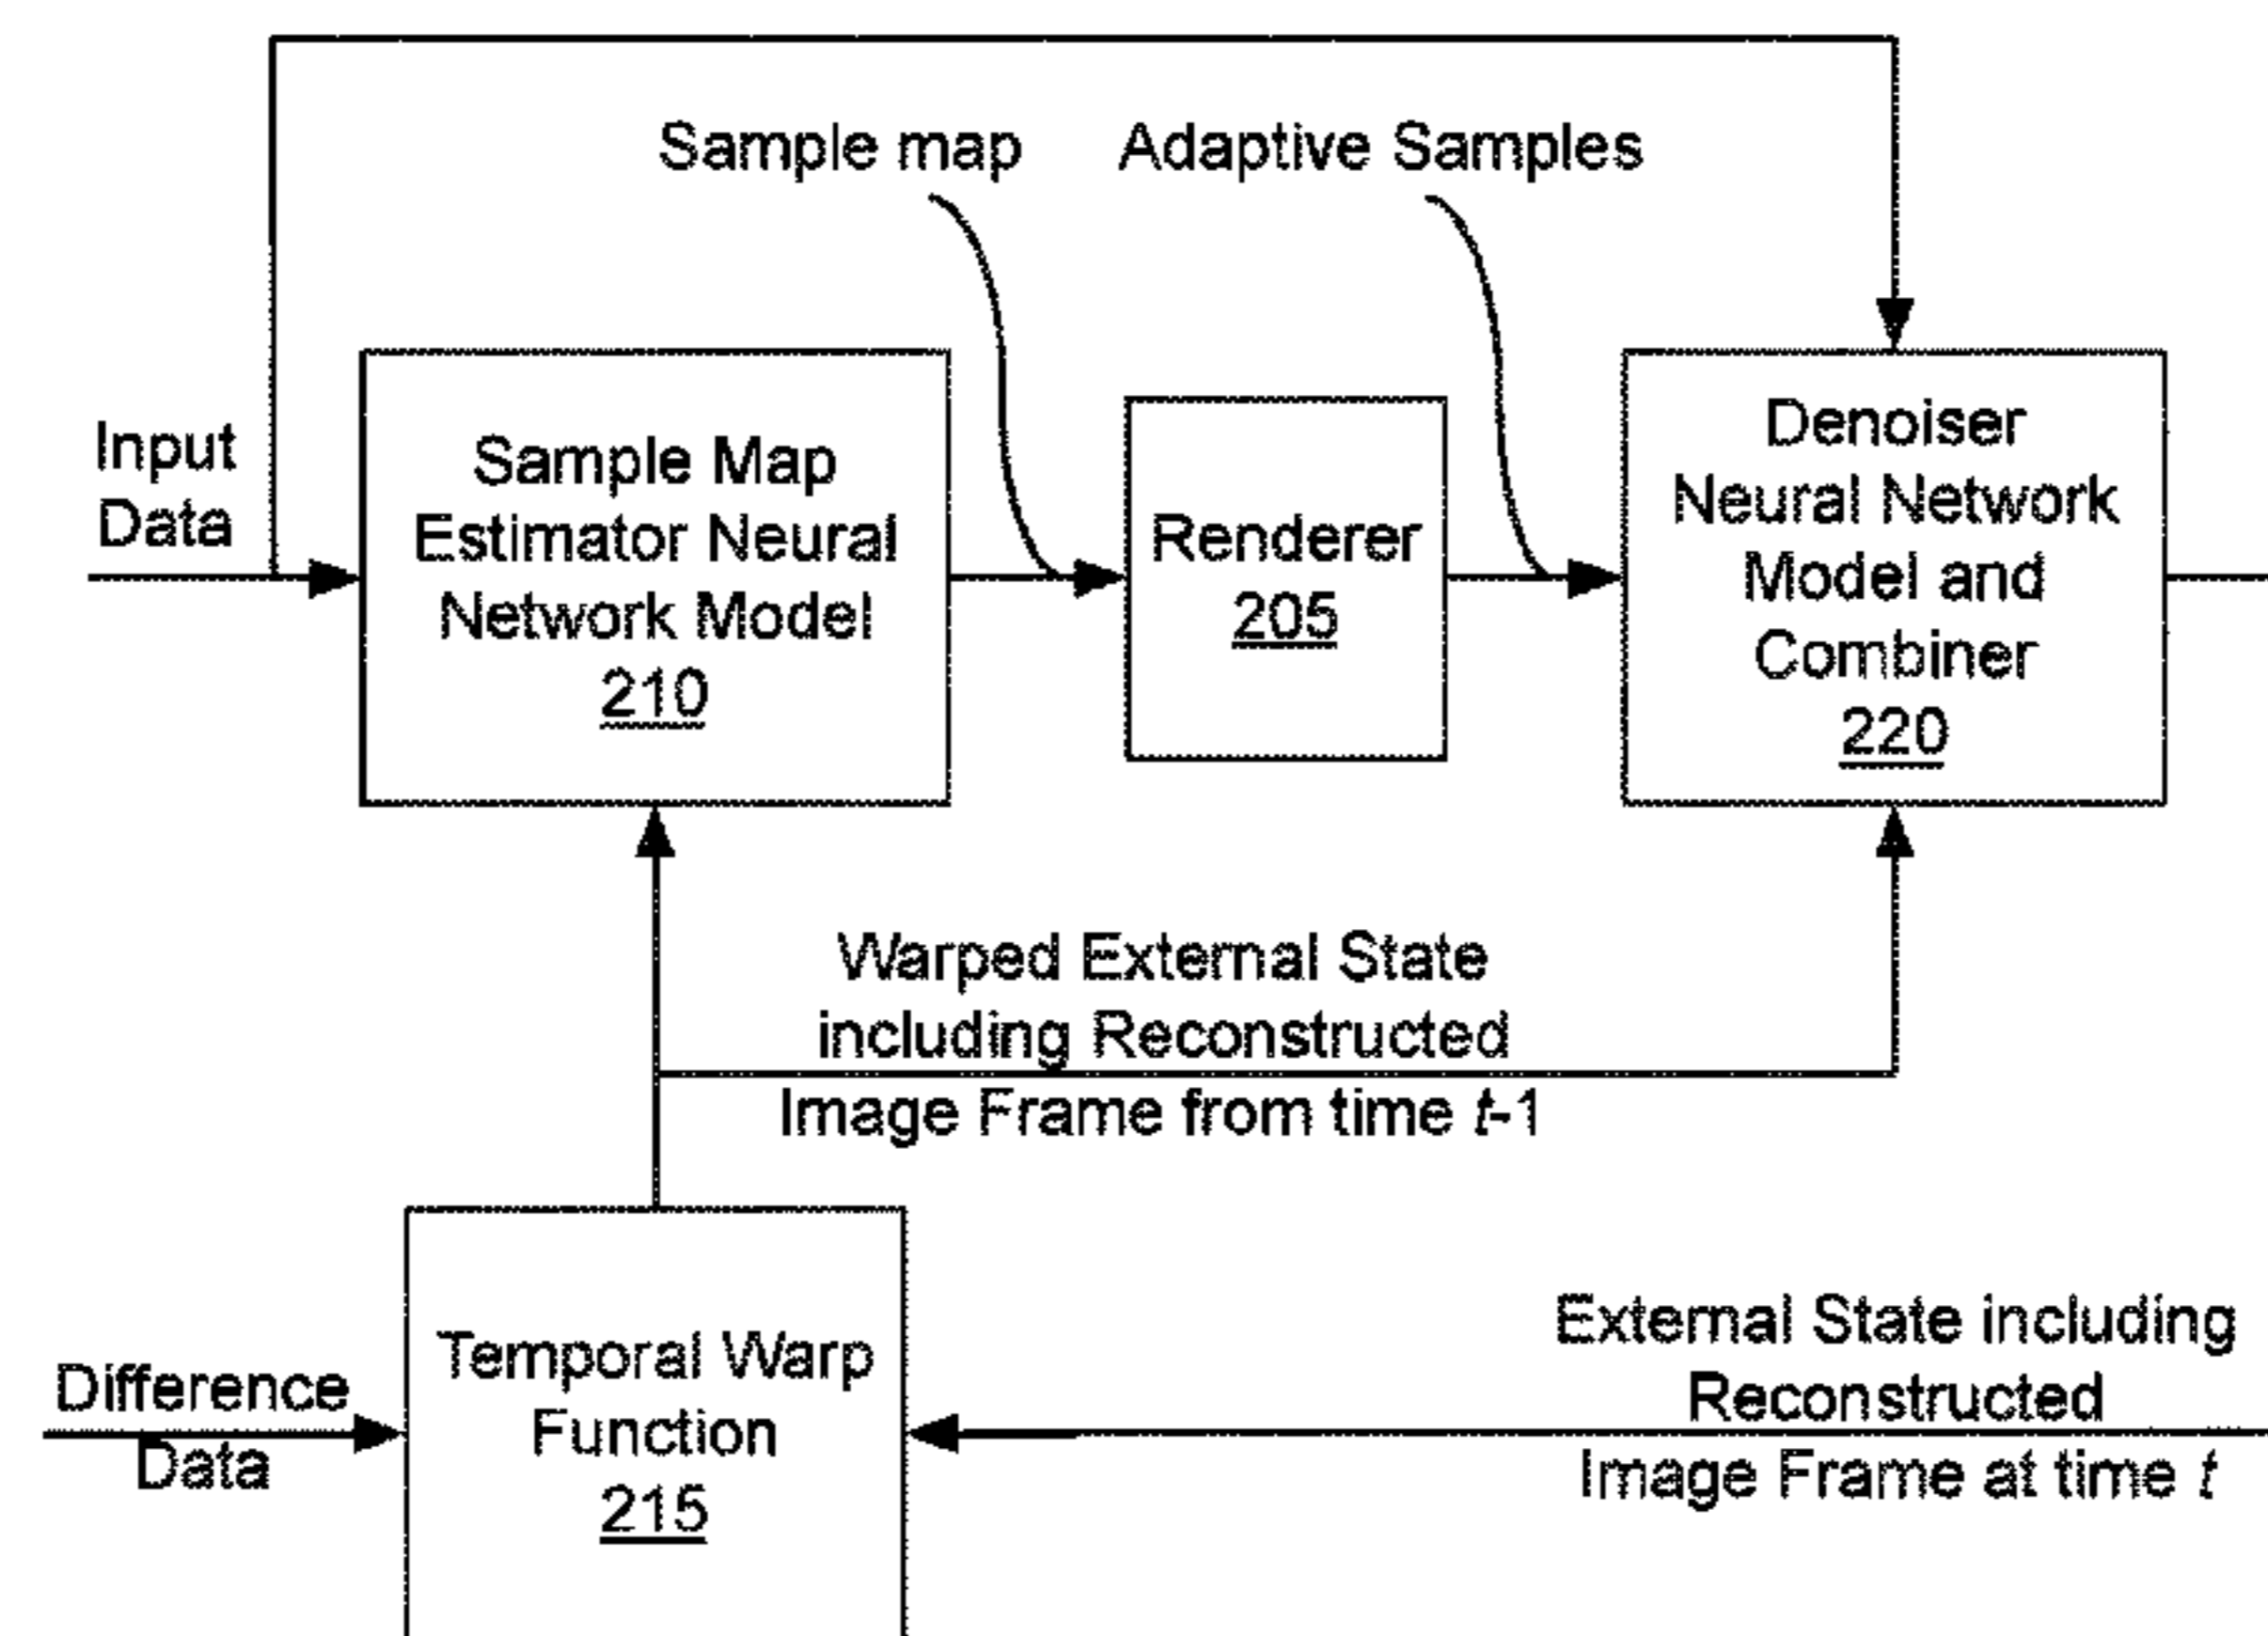 Sample map
Adaptive Samples
Input
Data
Sample Map
Estimator Neural
Network Model
210
Renderer
205
Denoiser
Neural Network
Model and
Combiner
220
Warped External State
including Reconstructed
Image Frame from time t-1
Difference
Data
Temporal Warp
Function
215
External State including
Reconstructed
Image Frame at time t